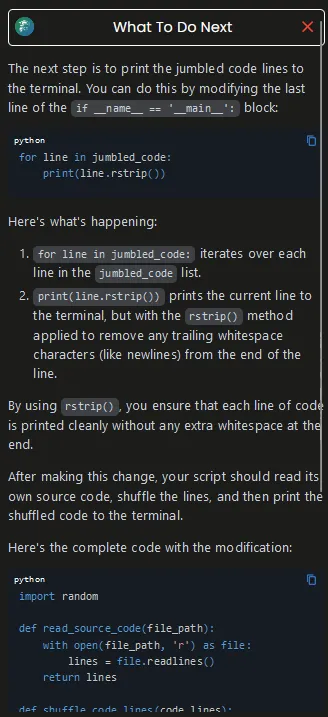 What To Do Next
The next step is to print the jumbled code lines to
the terminal. You can do this by modifying the last
line of the if __name__ == '__main__': block:
python
for line in jumbled_code:
    print(line.rstrip())
Here's what's happening:
1. for line in jumbled_code: iterates over each
line in the jumbled_code list.
2. print(line.rstrip()) prints the current line to
the terminal, but with the rstrip() method
applied to remove any trailing whitespace
characters (like newlines) from the end of the
line.
By using rstrip(), you ensure that each line of code
is printed cleanly without any extra whitespace at the
end.
After making this change, your script should read its
own source code, shuffle the lines, and then print the
shuffled code to the terminal.
Here's the complete code with the modification:
python
import random
def read_source_code(file_path):
    with open(file_path, 'r') as file:
        lines = file.readlines()
    return lines
def shuffle_code_lines(code_lines):